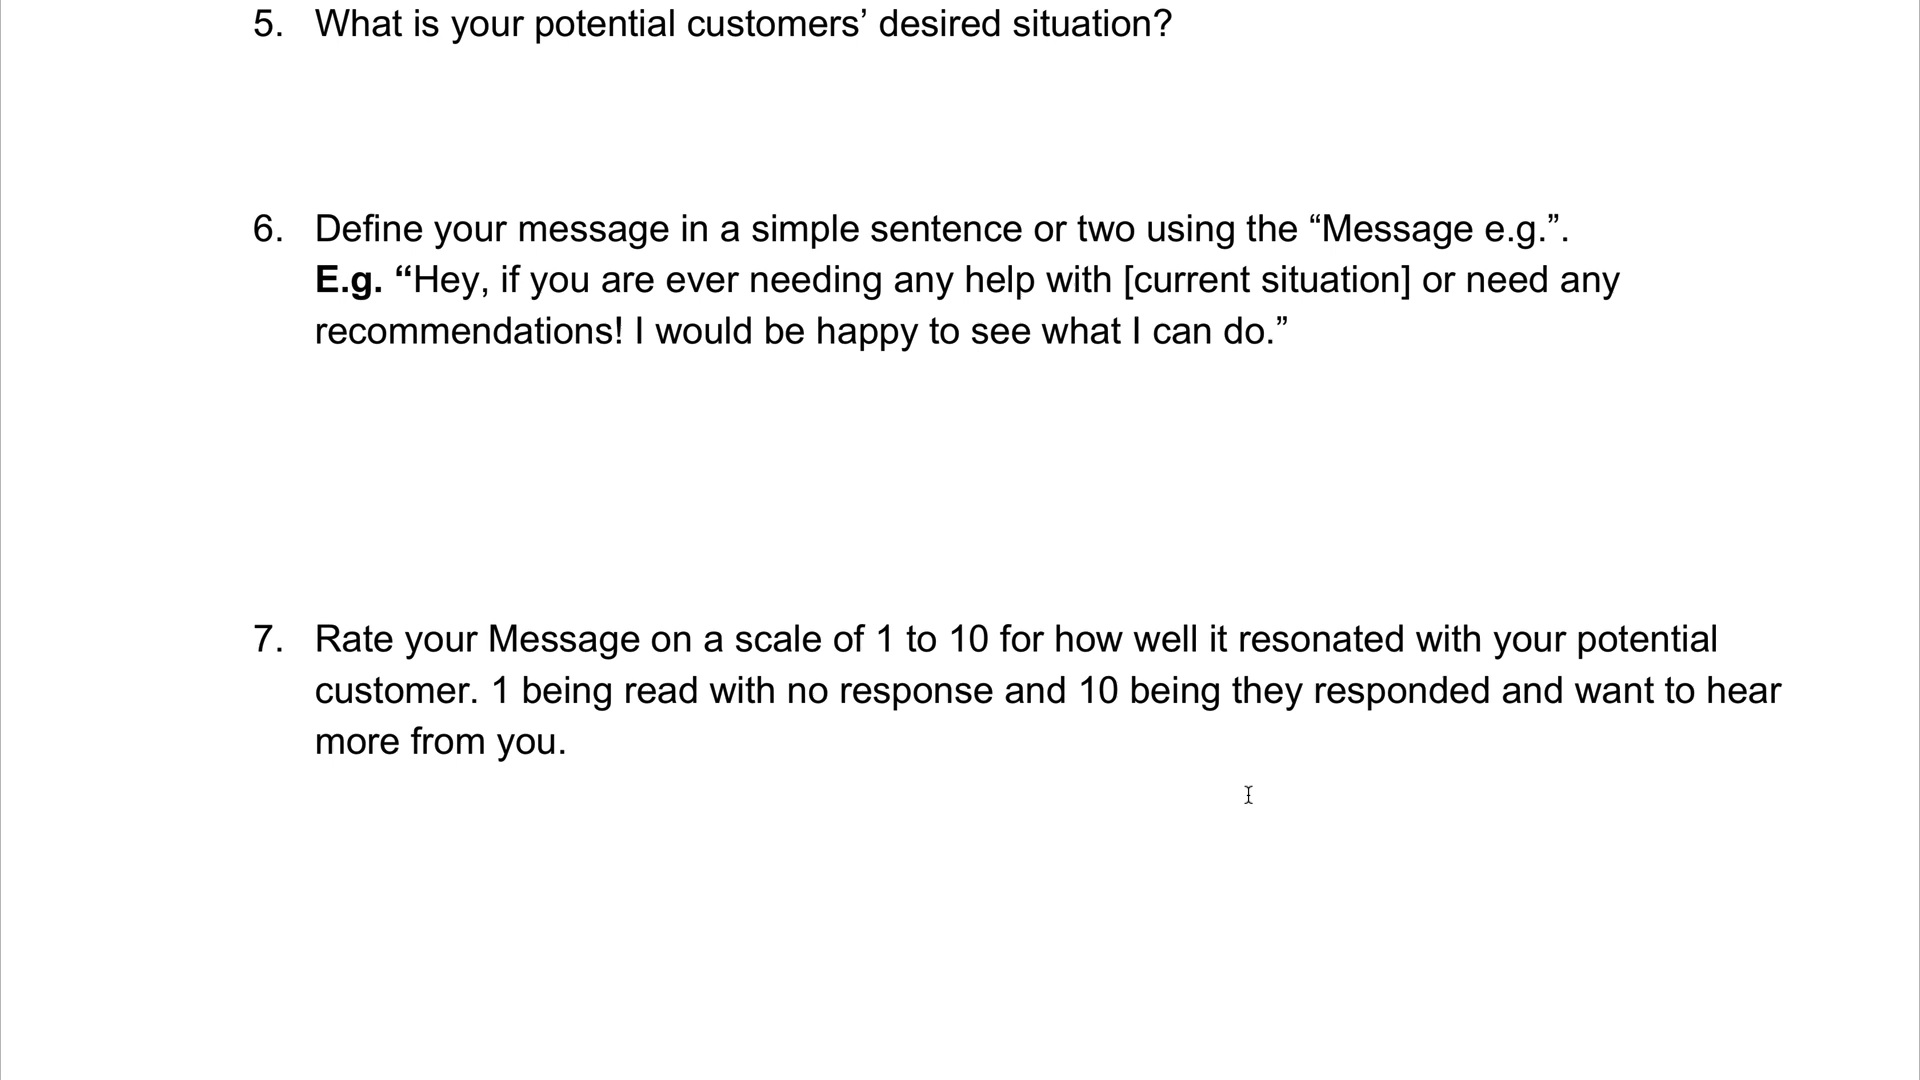 5. What is your potential customers’ desired situation?
6. Define your message in a simple sentence or two using the “Message e.g.”.
E.g. “Hey, if you are ever needing any help with [current situation] or need any
recommendations! I would be happy to see what I can do.”
7. Rate your Message on a scale of 1 to 10 for how well it resonated with your potential
customer. 1 being read with no response and 10 being they responded and want to hear
more from you.